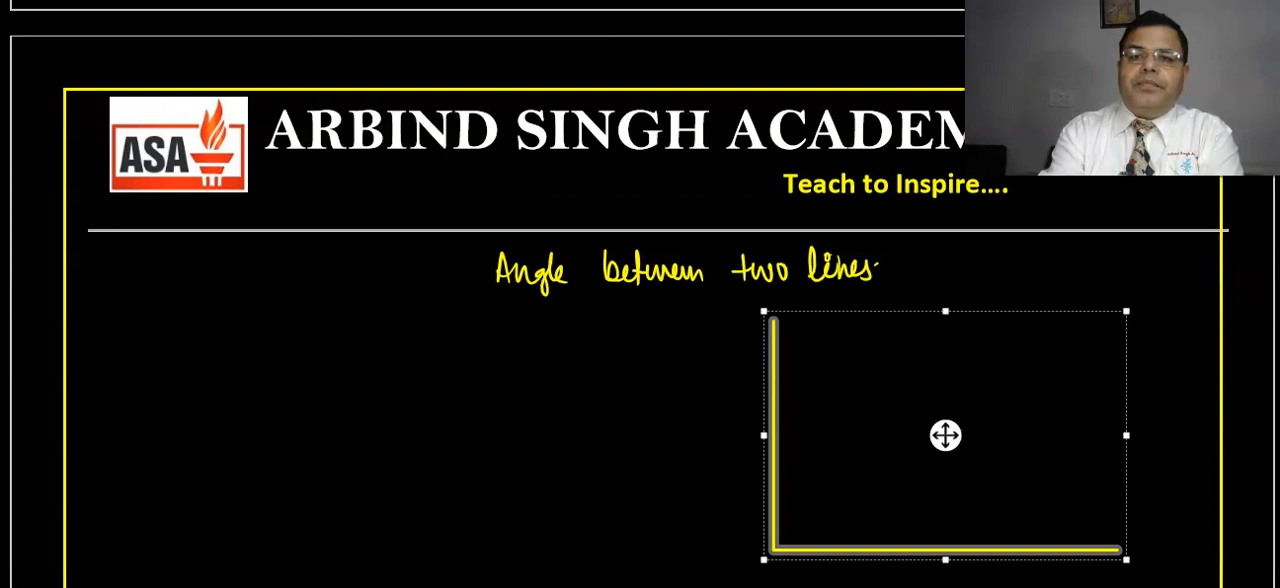 ASA
ARBIND SINGH ACADEM
Teach to Inspire....
Angle between two lines.